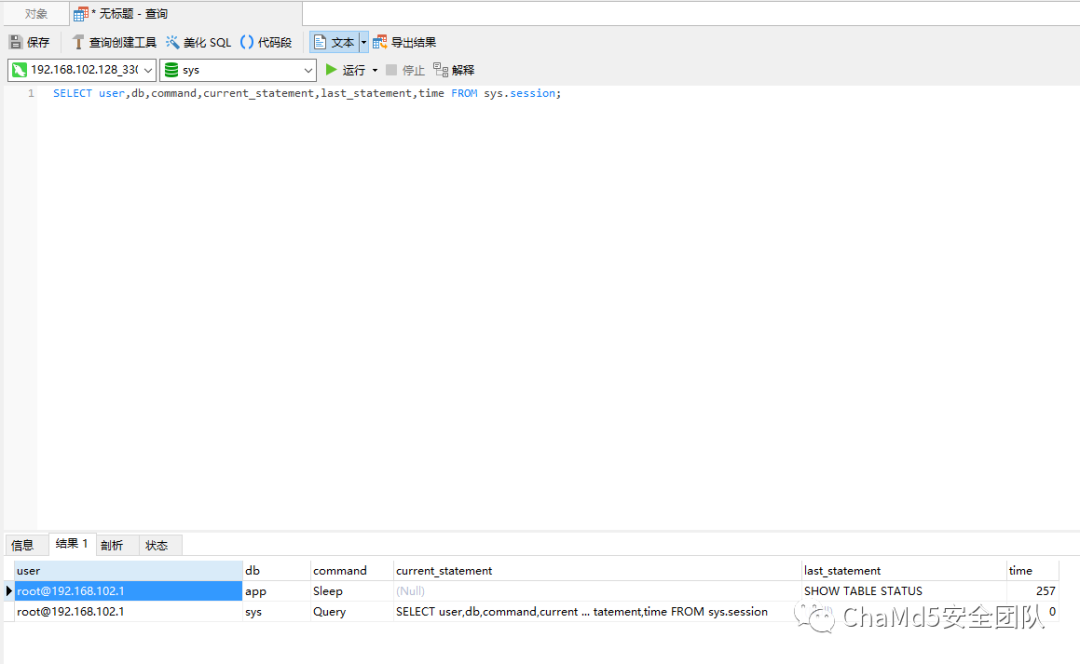 对象 * 无标题 - 查询
保存 查询创建工具 美化 SQL () 代码段 文本 导出结果
192.168.102.128_330 sys 运行 停止 解释
1 SELECT user,db,command,current_statement,last_statement,time FROM sys.session;
信息 结果 1 剖析 状态
user db command current_statement last_statement time
root@192.168.102.1 app Sleep (Null) SHOW TABLE STATUS 257
root@192.168.102.1 sys Query SELECT user,db,command,current ... tatement,time FROM sys.session 0
ChaMd5安全团队